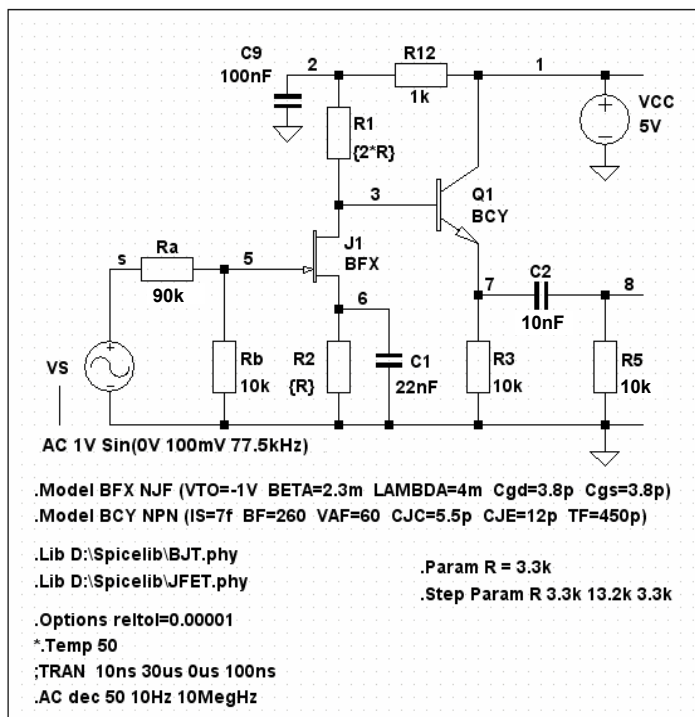 C9
100nF
2
R12
1k
1
VCC
5V
R1
{2*R}
3
Q1
BCY
J1
BFX
s
Ra
90k
5
6
7
C2
10nF
8
VS
Rb
10k
R2
{R}
C1
22nF
R3
10k
R5
10k
AC 1V Sin(0V 100mV 77.5kHz)
.Model BFX NJF (VTO=-1V BETA=2.3m LAMBDA=4m Cgd=3.8p Cgs=3.8p)
.Model BCY NPN (IS=7f BF=260 VAF=60 CJC=5.5p CJE=12p TF=450p)
.Lib D:\Spicelib\BJT.phy
.Lib D:\Spicelib\JFET.phy
.Param R = 3.3k
.Step Param R 3.3k 13.2k 3.3k
.Options reltol=0.00001
*.Temp 50
;TRAN 10ns 30us 0us 100ns
.AC dec 50 10Hz 10MegHz